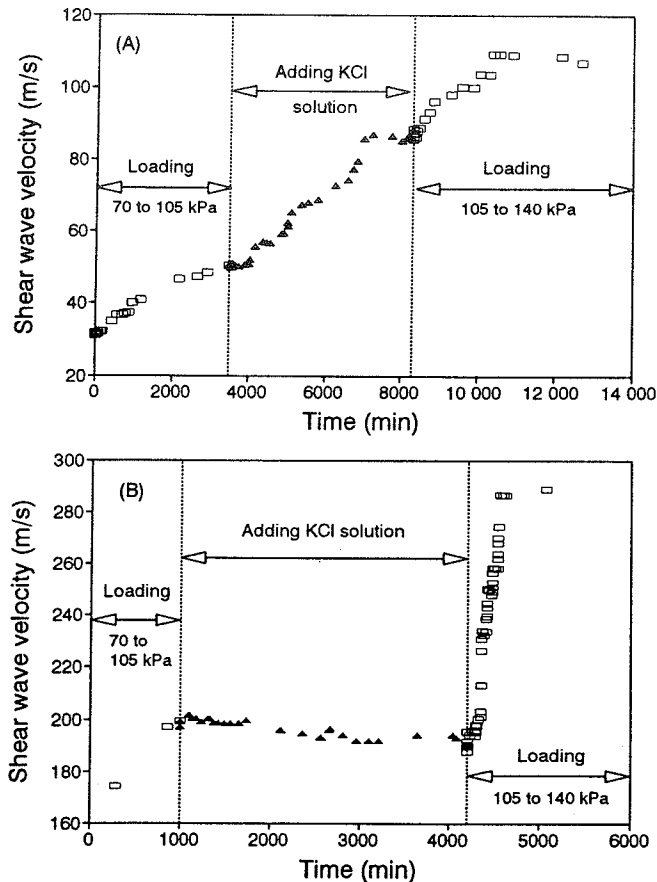 (A)
Shear wave velocity (m/s)
120
100
80
60
40
20
Adding KCl
solution
Loading
70 to 105 kPa
Loading
105 to 140 kPa
0
2000
4000
6000
8000
10 000
12 000
14 000
Time (min)
(B)
Shear wave velocity (m/s)
300
280
260
240
220
200
180
160
Adding KCl solution
Loading
70 to
105 kPa
Loading
105 to 140 kPa
0
1000
2000
3000
4000
5000
6000
Time (min)